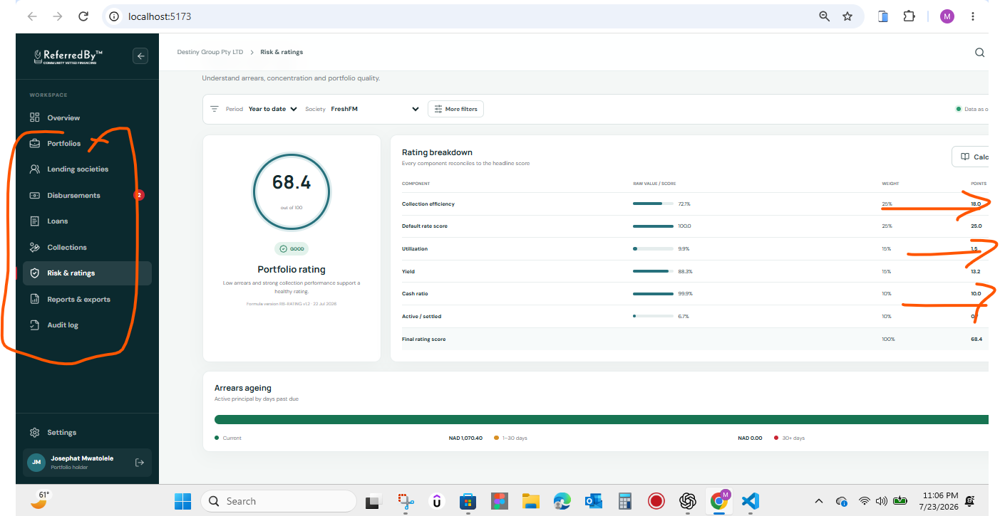 localhost:5173
M
ReferredBy™
COMMUNITY VETTED FINANCING
Destiny Group Pty LTD > Risk & ratings
WORKSPACE
Overview
Portfolios
Lending societies
Disbursements 2
Loans
Collections
Risk & ratings
Reports & exports
Audit log
Settings
JM Josephat Mwatolele
Portfolio holder
Understand arrears, concentration and portfolio quality.
Period Year to date Society FreshFM More filters
Data as o
68.4
out of 100
GOOD
Portfolio rating
Low arrears and strong collection performance support a
healthy rating.
Formula version RB-RATING v1.2 · 22 Jul 2026
Rating breakdown
Every component reconciles to the headline score
Calc
COMPONENT RAW VALUE / SCORE WEIGHT POINTS
Collection efficiency 72.1% 25% 18.0
Default rate score 100.0 25% 25.0
Utilization 9.9% 15% 1.5
Yield 88.3% 15% 13.2
Cash ratio 99.9% 10% 10.0
Active / settled 6.7% 10%
Final rating score 100% 68.4
Arrears ageing
Active principal by days past due
Current NAD 1,070.40 1–30 days NAD 0.00 30+ days
61°
Search
M
11:06 PM
7/23/2026